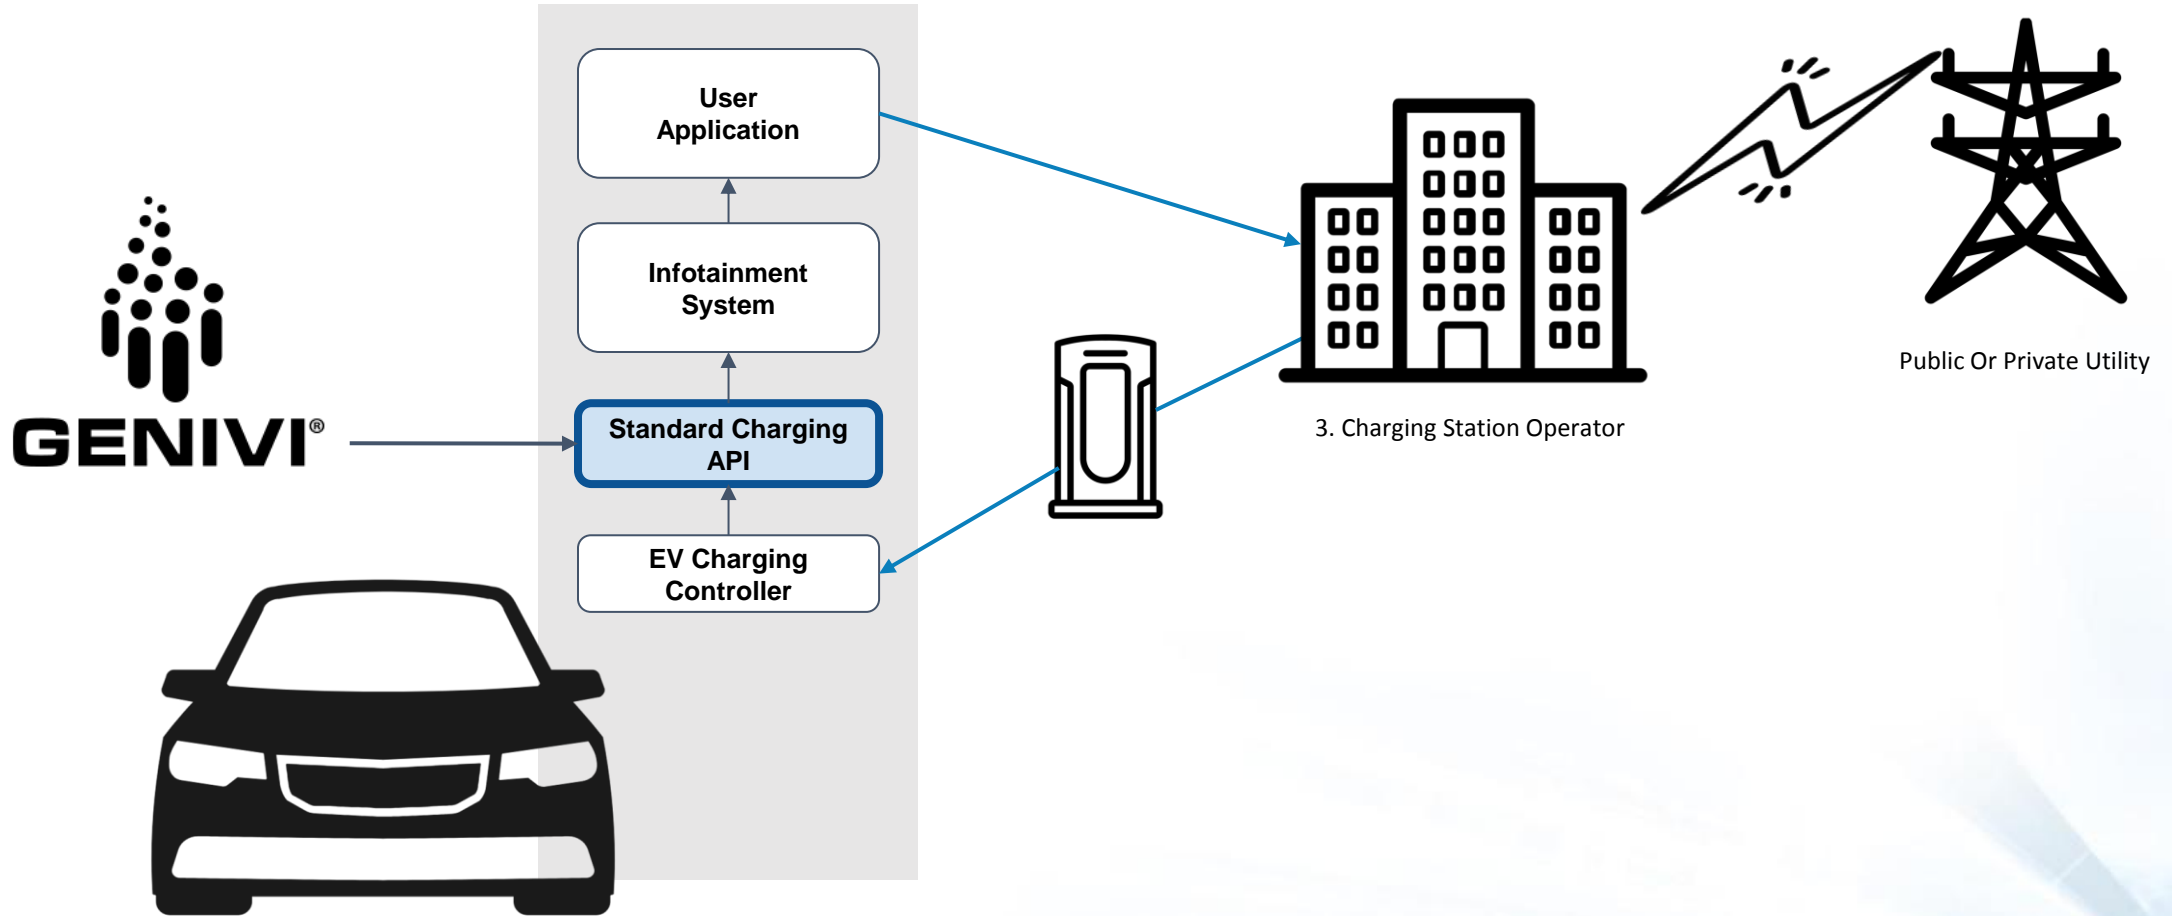 User
Application
Infotainment
System
GENIVI®
Standard Charging
API
EV Charging
Controller
3. Charging Station Operator
Public Or Private Utility